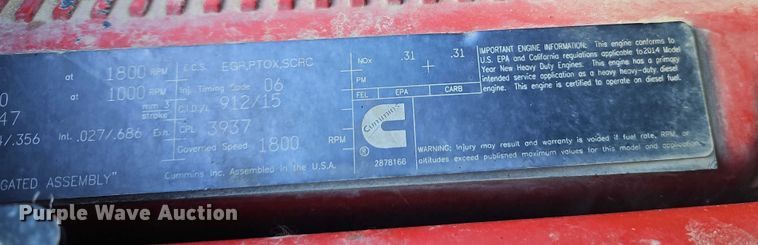 at 1800 RPM
E.C.S. EGR,PTOX,SCRC
0 at 1000 RPM
Inj. Timing Code 06
47 mm 3 stroke
C.I.D./L 912/15
/.356 Int. .027/.686 Exh.
CPL 3937
Governed Speed 1800 RPM
GATED ASSEMBLY"
Cummins Inc. Assembled in the U.S.A.
NOx .31 + .31
PM
FEL EPA CARB
Cummins
®
2878166
IMPORTANT ENGINE INFORMATION: This engine conforms to
U.S. EPA and California regulations applicable to 2014 Model
Year New Heavy Duty Engines. This engine has a primary
intended service application as a heavy heavy-duty diesel
engine. This engine is certified to operate on diesel fuel.
WARNING: Injury may result and warranty is voided if fuel rate, RPM, or
altitudes exceed published maximum values for this model and application.
Purple Wave Auction